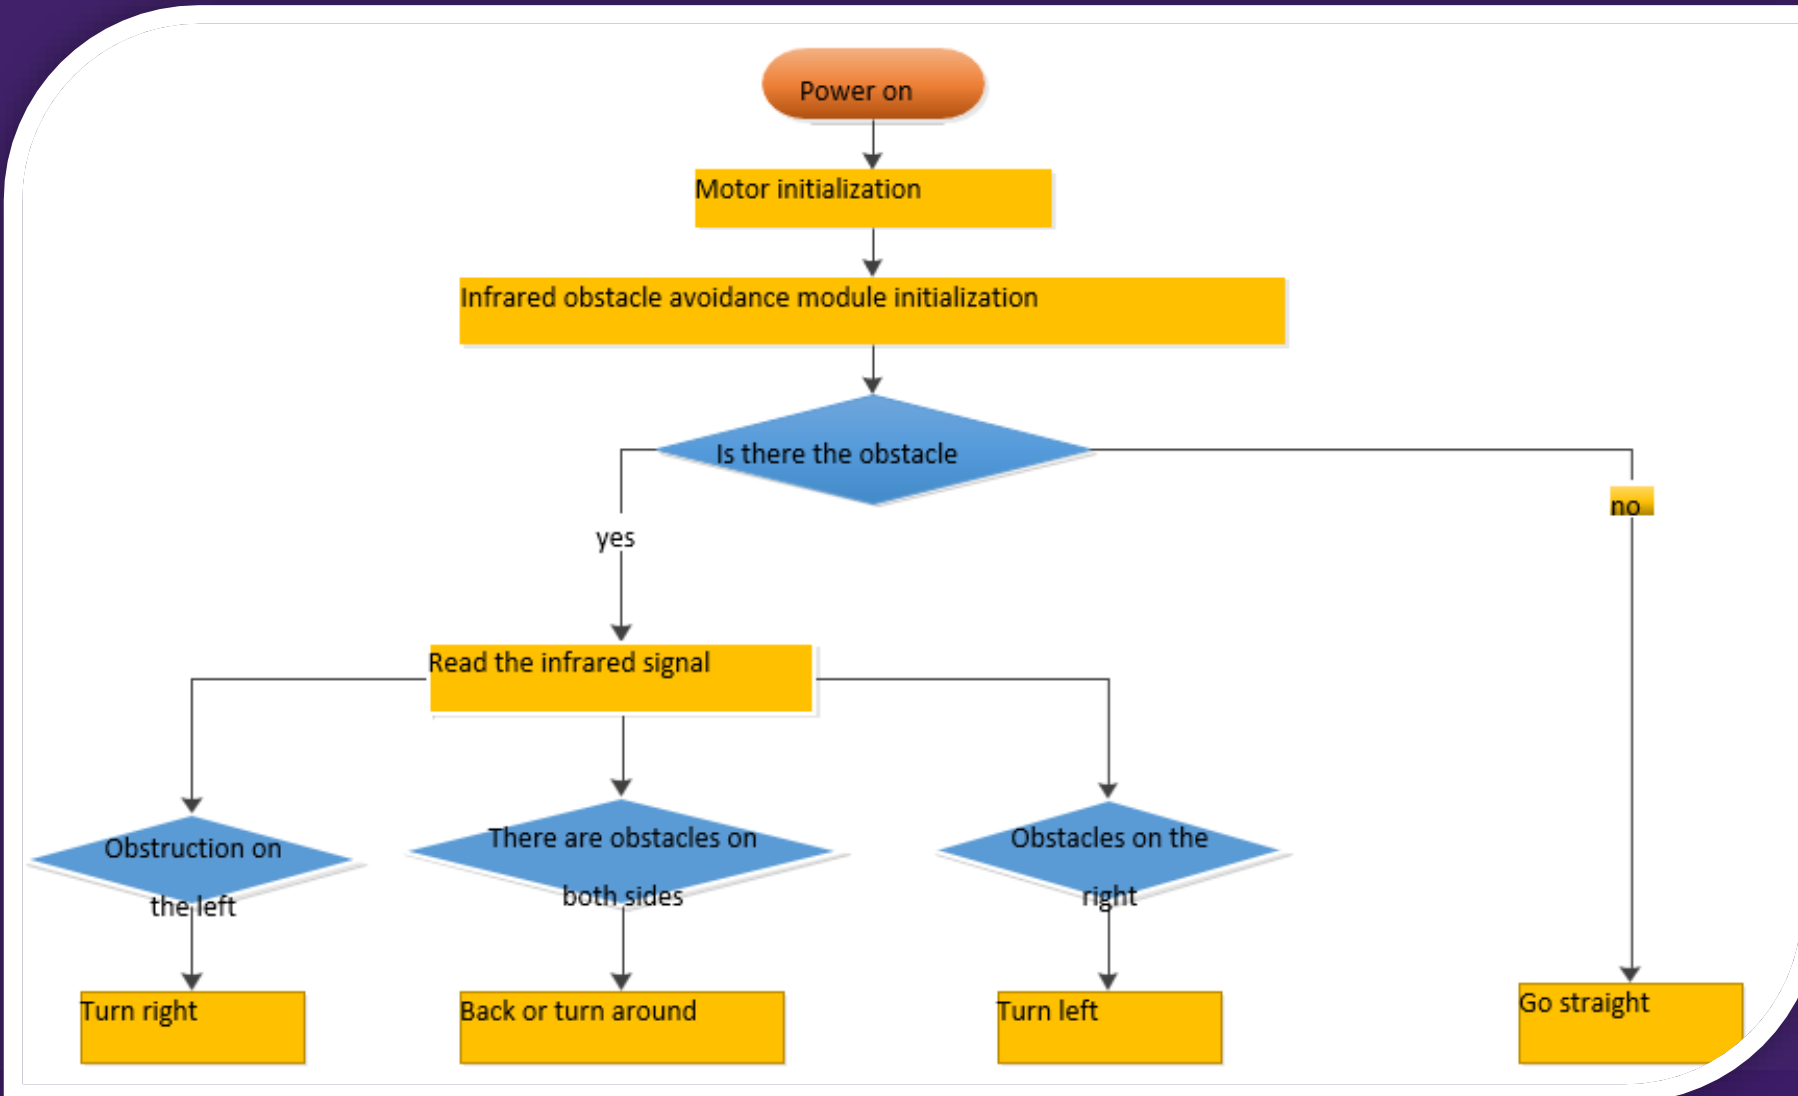 Power on
Motor initialization
Infrared obstacle avoidance module initialization
Is there the obstacle
no
yes
Read the infrared signal
Obstruction on
the left
There are obstacles on
both sides
Obstacles on the
right
Turn right
Back or turn around
Turn left
Go straight